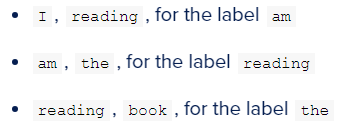 • I , reading , for the label am
• am , the , for the label reading
• reading , book , for the label the